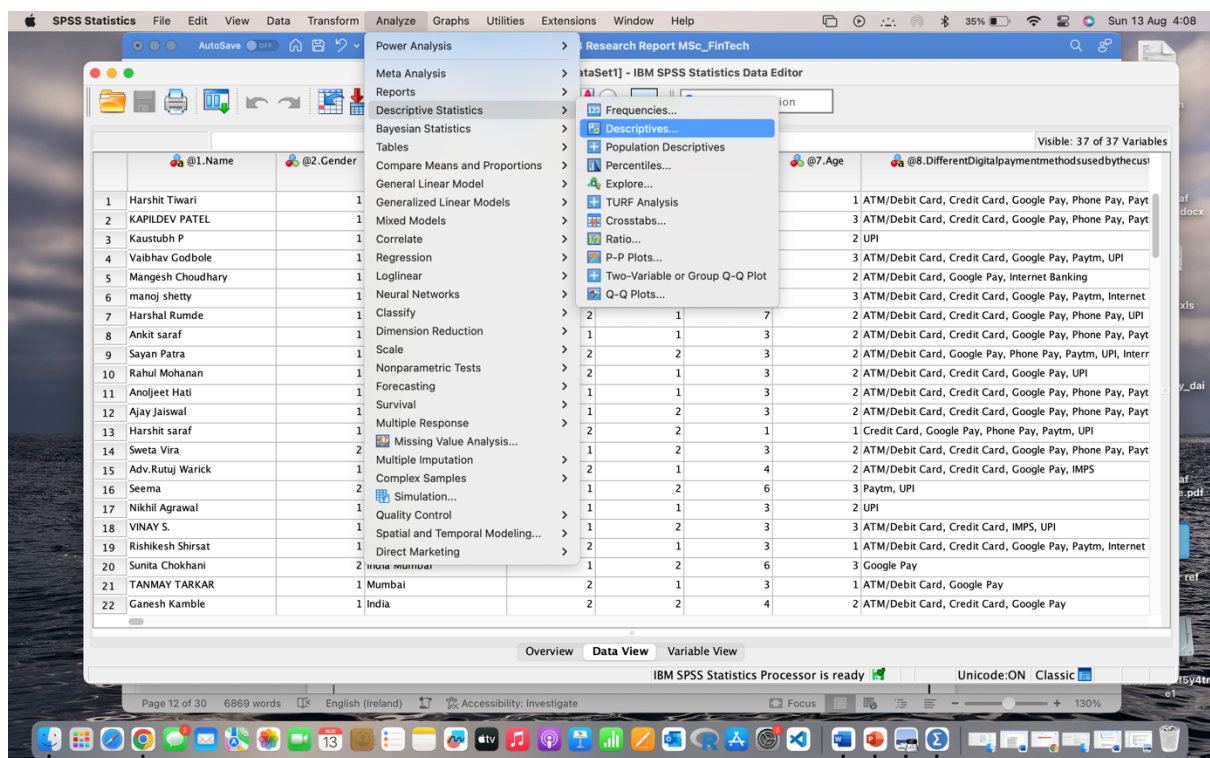 SPSS Statistics File Edit View Data Transform Analyze Graphs Utilities Extensions Window Help 35% Sun 13 Aug 4:08
AutoSave OFF Research Report MSc_FinTech
ataSet1] - IBM SPSS Statistics Data Editor
Power Analysis
Meta Analysis
Reports
Descriptive Statistics
Bayesian Statistics
Tables
Compare Means and Proportions
General Linear Model
Generalized Linear Models
Mixed Models
Correlate
Regression
Loglinear
Neural Networks
Classify
Dimension Reduction
Scale
Nonparametric Tests
Forecasting
Survival
Multiple Response
Missing Value Analysis...
Multiple Imputation
Complex Samples
Simulation...
Quality Control
Spatial and Temporal Modeling...
Direct Marketing
ion
123 Frequencies...
Descriptives...
Population Descriptives
Percentiles...
Explore...
TURF Analysis
Crosstabs...
1/2 Ratio...
P-P Plots...
Two-Variable or Group Q-Q Plot
Q-Q Plots...
Visible: 37 of 37 Variables
@1.Name @2.Gender @7.Age @8.DifferentDigitalpaymentmethodsusedbythecust
1 Harshit Tiwari 1 1 ATM/Debit Card, Credit Card, Google Pay, Phone Pay, Payt
2 KAPILDEV PATEL 1 3 ATM/Debit Card, Credit Card, Google Pay, Phone Pay, Payt
3 Kaustubh P 1 2 UPI
4 Vaibhav Godbole 1 3 ATM/Debit Card, Credit Card, Google Pay, Paytm, UPI
5 Mangesh Choudhary 1 2 ATM/Debit Card, Google Pay, Internet Banking
6 manoj shetty 1 3 ATM/Debit Card, Credit Card, Google Pay, Paytm, Internet
7 Harshal Rumde 1 2 1 7 2 ATM/Debit Card, Credit Card, Google Pay, Phone Pay, UPI
8 Ankit saraf 1 1 1 3 2 ATM/Debit Card, Credit Card, Google Pay, Phone Pay, Payt
9 Sayan Patra 1 2 2 3 2 ATM/Debit Card, Google Pay, Phone Pay, Paytm, UPI, Interr
10 Rahul Mohanan 1 2 1 3 2 ATM/Debit Card, Credit Card, Google Pay, UPI
11 Anoljeet Hati 1 1 1 3 2 ATM/Debit Card, Credit Card, Google Pay, Phone Pay, Payt
12 Ajay Jaiswal 1 1 2 3 2 ATM/Debit Card, Credit Card, Google Pay, Phone Pay, Payt
13 Harshit saraf 1 2 2 1 1 Credit Card, Google Pay, Phone Pay, Paytm, UPI
14 Sweta Vira 2 1 2 3 2 ATM/Debit Card, Credit Card, Google Pay, Phone Pay, Payt
15 Adv.Rutuj Warick 1 2 1 4 2 ATM/Debit Card, Credit Card, Google Pay, IMPS
16 Seema 2 1 2 6 3 Paytm, UPI
17 Nikhil Agrawal 1 1 1 3 2 UPI
18 VINAY S. 1 1 2 3 3 ATM/Debit Card, Credit Card, IMPS, UPI
19 Rishikesh Shirsat 1 2 1 3 1 ATM/Debit Card, Credit Card, Google Pay, Paytm, Internet
20 Sunita Chokhani 2 India Mumbai 1 2 6 3 Google Pay
21 TANMAY TARKAR 1 Mumbai 2 1 3 1 ATM/Debit Card, Google Pay
22 Ganesh Kamble 1 India 2 2 4 2 ATM/Debit Card, Credit Card, Google Pay
Overview Data View Variable View
IBM SPSS Statistics Processor is ready Unicode:ON Classic
Page 12 of 30 6869 words English (Ireland) Accessibility: Investigate Focus 130%
af
docx
xls
y_dai
af
e.pdf
ref
f5y4tr
e1
AUG
13
tv